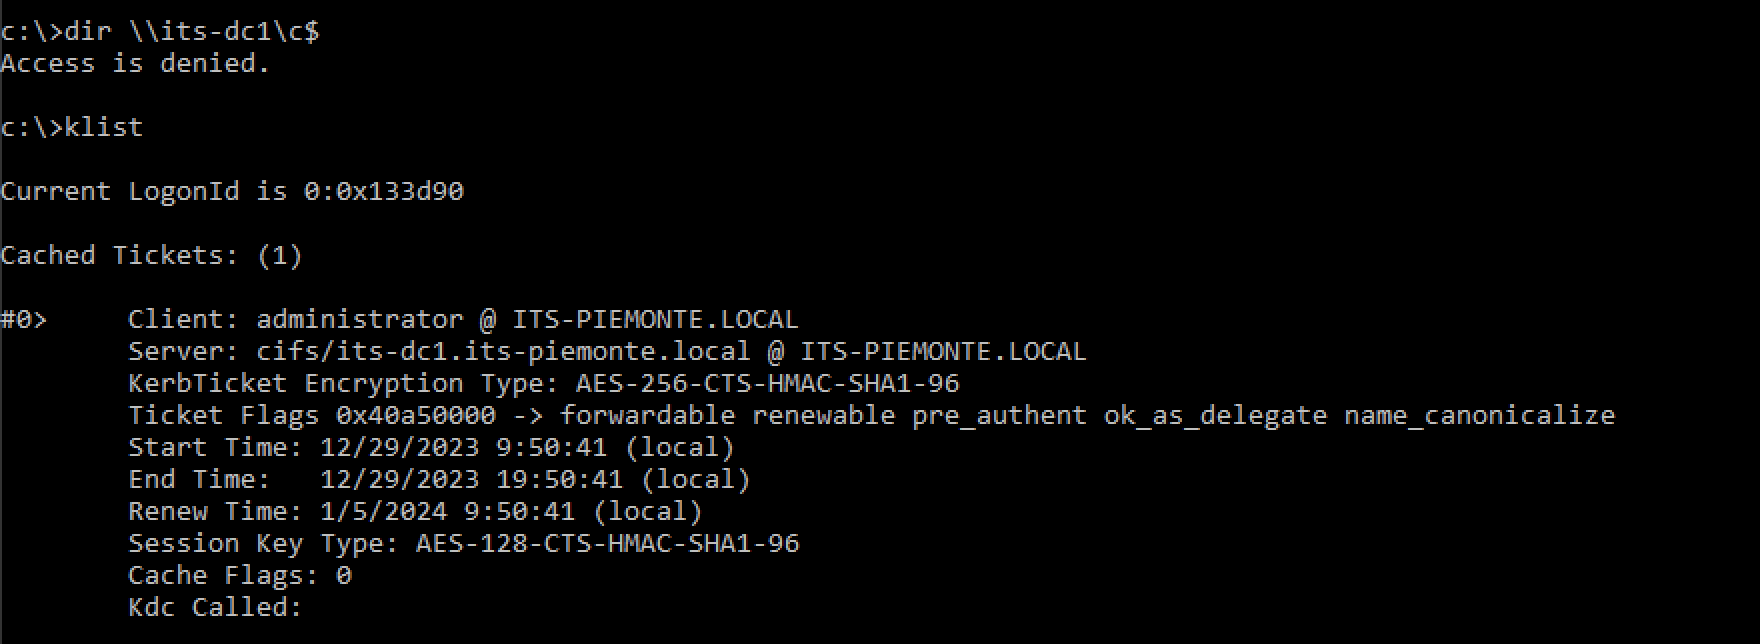 c:\>dir \\its-dc1\c$
Access is denied.
c:\>klist
Current LogonId is 0:0x133d90
Cached Tickets: (1)
#0>     Client: administrator @ ITS-PIEMONTE.LOCAL
        Server: cifs/its-dc1.its-piemonte.local @ ITS-PIEMONTE.LOCAL
        KerbTicket Encryption Type: AES-256-CTS-HMAC-SHA1-96
        Ticket Flags 0x40a50000 -> forwardable renewable pre_authent ok_as_delegate name_canonicalize
        Start Time: 12/29/2023 9:50:41 (local)
        End Time:   12/29/2023 19:50:41 (local)
        Renew Time: 1/5/2024 9:50:41 (local)
        Session Key Type: AES-128-CTS-HMAC-SHA1-96
        Cache Flags: 0
        Kdc Called: